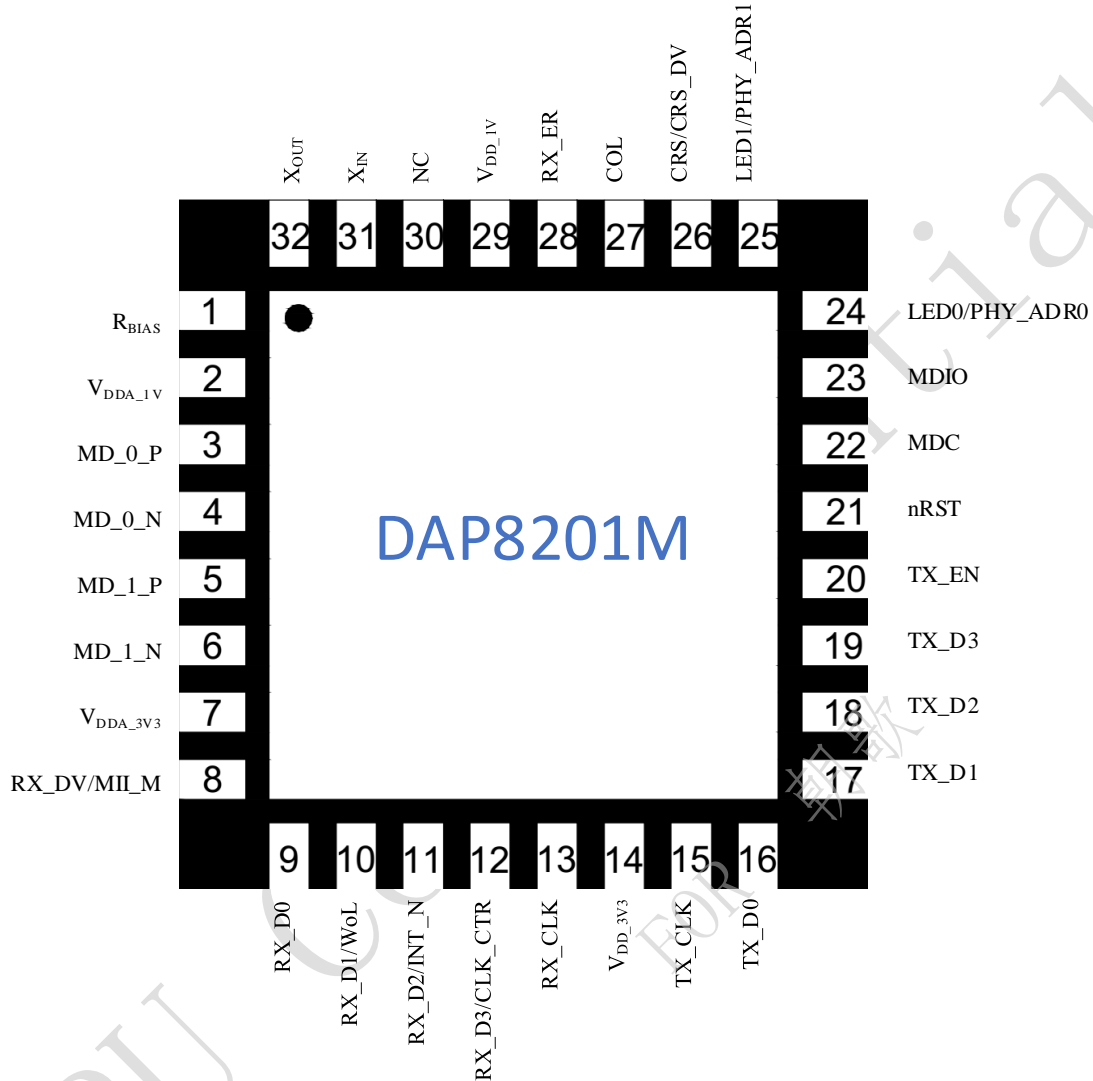 X_OUT
X_IN
NC
V_DD_1V
RX_ER
COL
CRS/CRS_DV
LED1/PHY_ADR1
32
31
30
29
28
27
26
25
R_BIAS
1
V_DDA_1V
2
MD_0_P
3
MD_0_N
4
MD_1_P
5
MD_1_N
6
V_DDA_3V3
7
RX_DV/MII_M
8
DAP8201M
24
LED0/PHY_ADR0
23
MDIO
22
MDC
21
nRST
20
TX_EN
19
TX_D3
18
TX_D2
17
TX_D1
9
10
11
12
13
14
15
16
RX_D0
RX_D1/WoL
RX_D2/INT_N
RX_D3/CLK_CTR
RX_CLK
V_DD_3V3
TX_CLK
TX_D0
FOR 朝歌